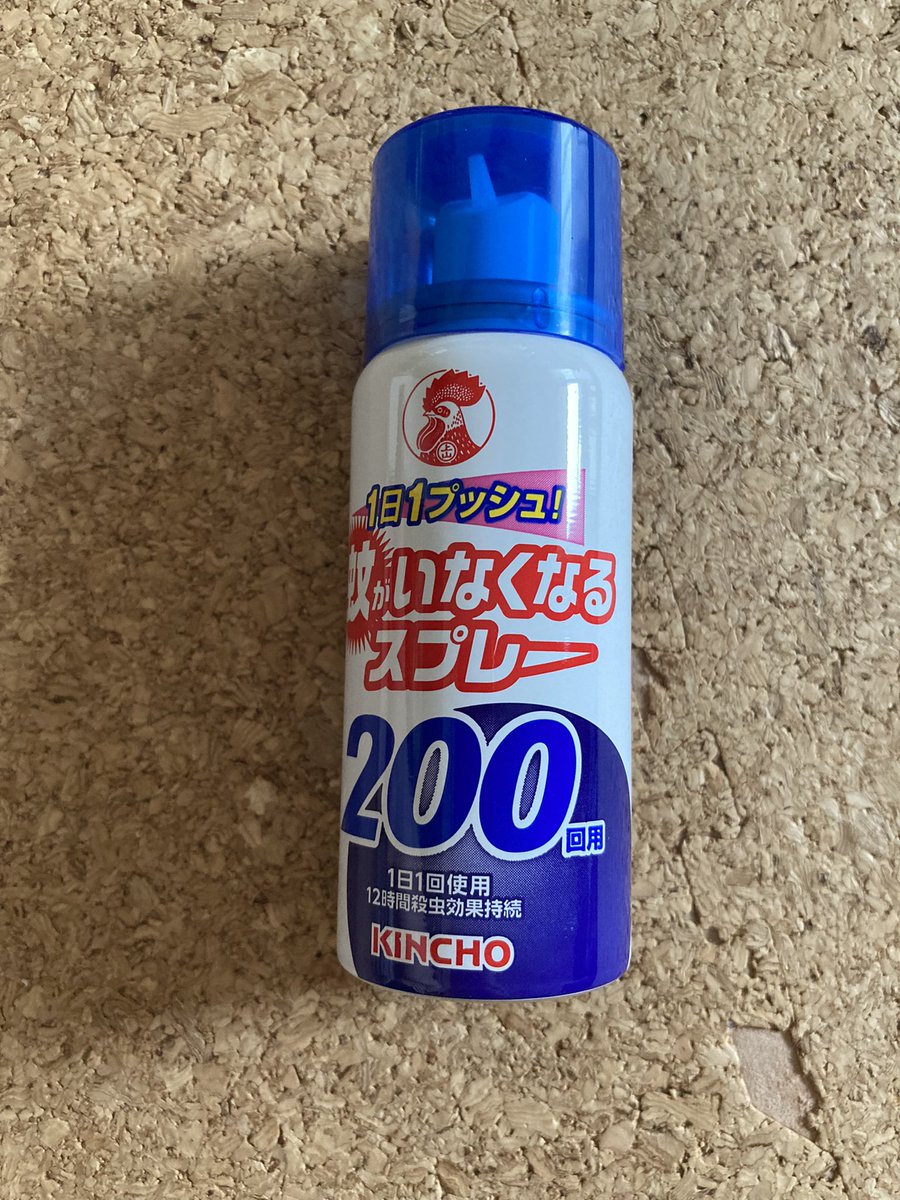 1日1プッシュ!
蚊がいなくなる
スプレー
200回用
1日1回使用
12時間殺虫効果持続
KINCHO